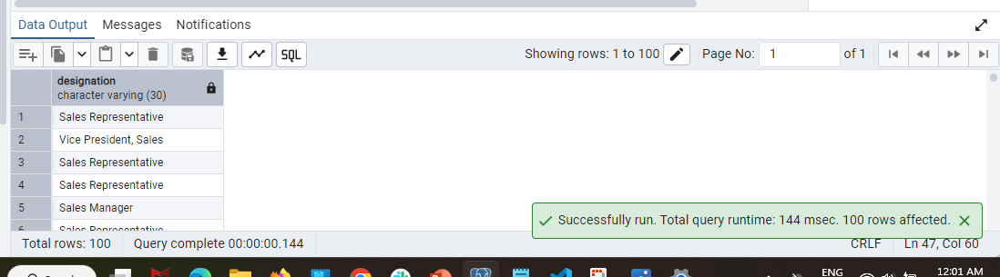 Data Output Messages Notifications
SQL Showing rows: 1 to 100 Page No: 1 of 1
designation
character varying (30)
1 Sales Representative
2 Vice President, Sales
3 Sales Representative
4 Sales Representative
5 Sales Manager
6 Sales Representative
Successfully run. Total query runtime: 144 msec. 100 rows affected.
Total rows: 100 Query complete 00:00:00.144 CRLF Ln 47, Col 60
ENG 12:01 AM